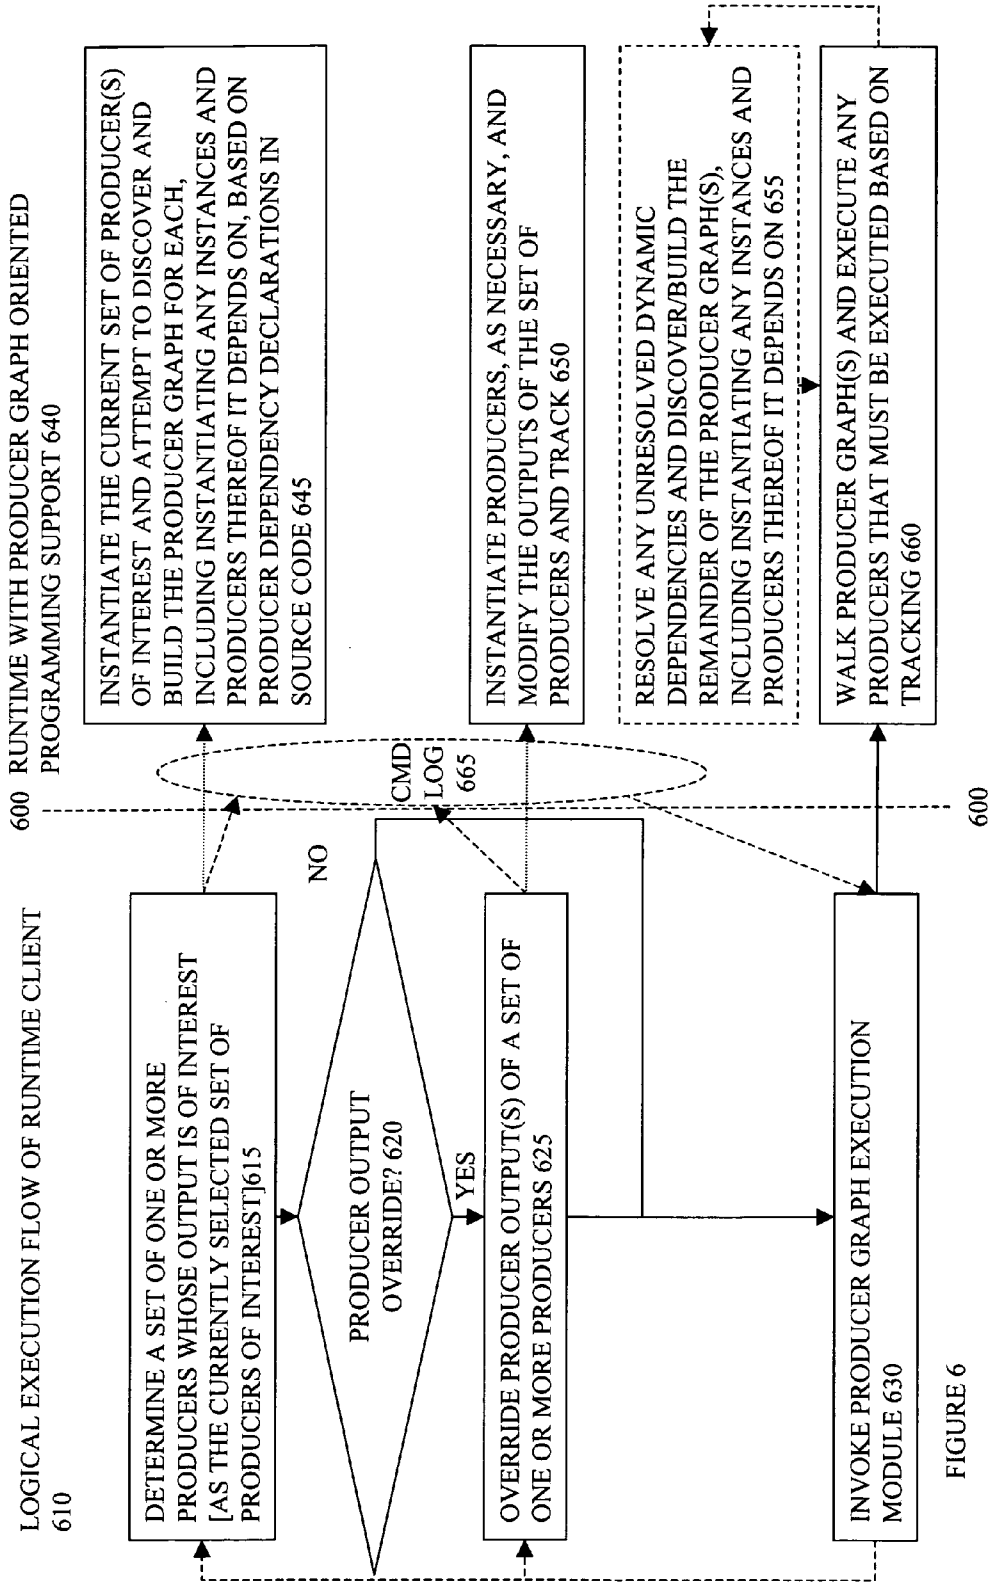 LOGICAL EXECUTION FLOW OF RUNTIME CLIENT
610
DETERMINE A SET OF ONE OR MORE
PRODUCERS WHOSE OUTPUT IS OF INTEREST
[AS THE CURRENTLY SELECTED SET OF
PRODUCERS OF INTEREST]615
NO
PRODUCER OUTPUT
OVERRIDE? 620
YES
OVERRIDE PRODUCER OUTPUT(S) OF A SET OF
ONE OR MORE PRODUCERS 625
INVOKE PRODUCER GRAPH EXECUTION
MODULE 630
600
600
CMD
LOG
665
RUNTIME WITH PRODUCER GRAPH ORIENTED
PROGRAMMING SUPPORT 640
INSTANTIATE THE CURRENT SET OF PRODUCER(S)
OF INTEREST AND ATTEMPT TO DISCOVER AND
BUILD THE PRODUCER GRAPH FOR EACH,
INCLUDING INSTANTIATING ANY INSTANCES AND
PRODUCERS THEREOF IT DEPENDS ON, BASED ON
PRODUCER DEPENDENCY DECLARATIONS IN
SOURCE CODE 645
INSTANTIATE PRODUCERS, AS NECESSARY, AND
MODIFY THE OUTPUTS OF THE SET OF
PRODUCERS AND TRACK 650
RESOLVE ANY UNRESOLVED DYNAMIC
DEPENDENCIES AND DISCOVER/BUILD THE
REMAINDER OF THE PRODUCER GRAPH(S),
INCLUDING INSTANTIATING ANY INSTANCES AND
PRODUCERS THEREOF IT DEPENDS ON 655
WALK PRODUCER GRAPH(S) AND EXECUTE ANY
PRODUCERS THAT MUST BE EXECUTED BASED ON
TRACKING 660
FIGURE 6